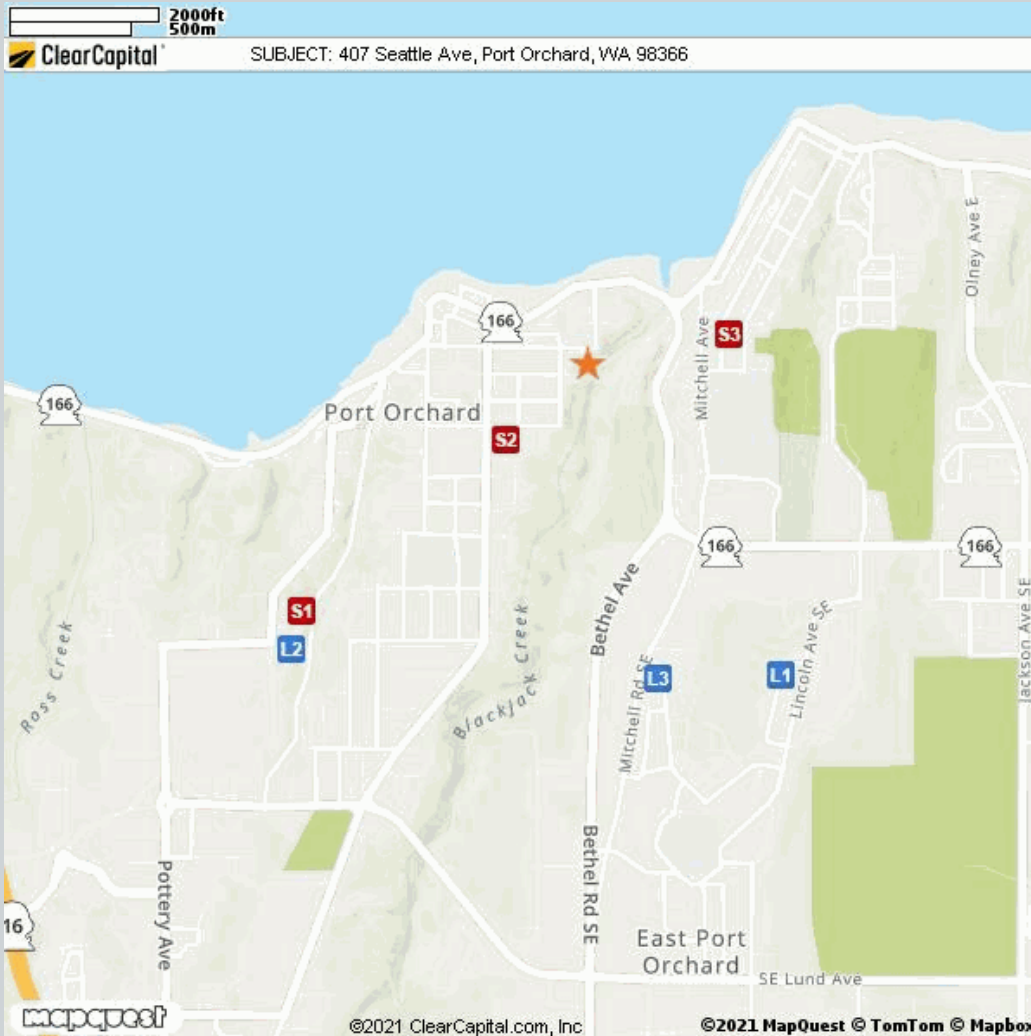 2000ft
500m
ClearCapital
SUBJECT: 407 Seattle Ave, Port Orchard, WA 98366
Olney Ave E
166
S3
Mitchell Ave
166
Port Orchard
S2
166
166
Bethel Ave
Jackson Ave SE
S1
Lincoln Ave SE
Ross Creek
L2
Blackjack Creek
Mitchell Rd SE
L3
L1
Pottery Ave
Bethel Rd SE
16
East Port
Orchard
SE Lund Ave
mapquest
©2021 ClearCapital.com, Inc
©2021 MapQuest © TomTom © Mapbox